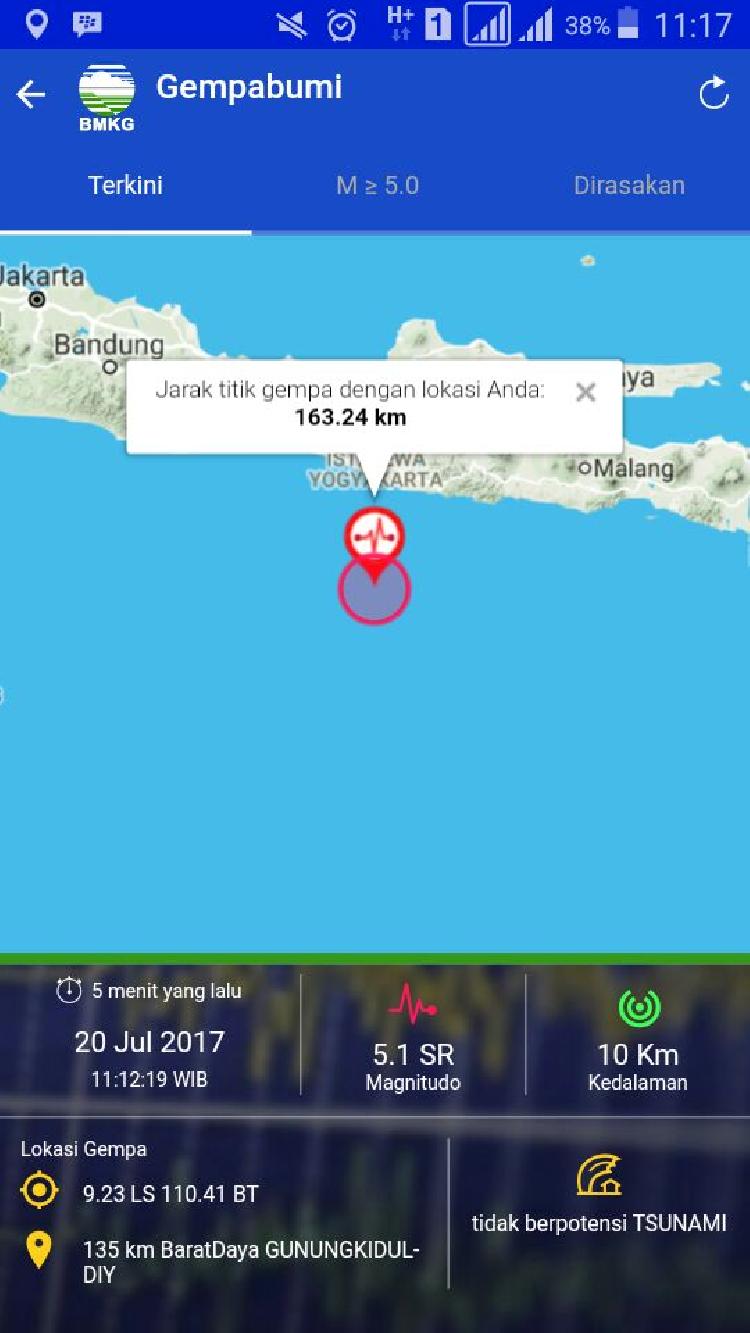 H+ 1 38% 11:17
Gempabumi
BMKG
Terkini M ≥ 5.0 Dirasakan
Jakarta
Bandung
Jarak titik gempa dengan lokasi Anda:
163.24 km
Malang
5 menit yang lalu
20 Jul 2017
11:12:19 WIB
5.1 SR
Magnitudo
10 Km
Kedalaman
Lokasi Gempa
9.23 LS 110.41 BT
135 km BaratDaya GUNUNGKIDUL-
DIY
tidak berpotensi TSUNAMI